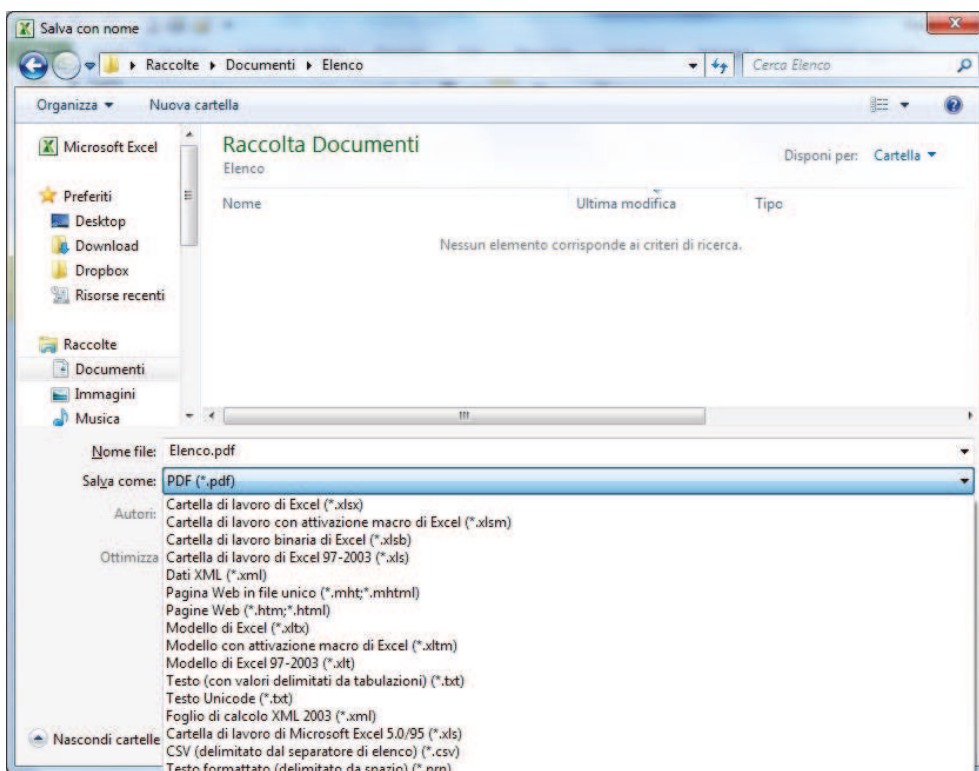 Salva con nome
Raccolte Documenti Elenco
Cerca Elenco
Organizza
Nuova cartella
Microsoft Excel
Preferiti
Desktop
Download
Dropbox
Risorse recenti
Raccolte
Documenti
Immagini
Musica
Raccolta Documenti
Elenco
Disponi per: Cartella
Nome Ultima modifica Tipo
Nessun elemento corrisponde ai criteri di ricerca.
Nome file: Elenco.pdf
Salva come: PDF (*.pdf)
Autori:
Ottimizza
Cartella di lavoro di Excel (*.xlsx)
Cartella di lavoro con attivazione macro di Excel (*.xlsm)
Cartella di lavoro binaria di Excel (*.xlsb)
Cartella di lavoro di Excel 97-2003 (*.xls)
Dati XML (*.xml)
Pagina Web in file unico (*.mht;*.mhtml)
Pagine Web (*.htm;*.html)
Modello di Excel (*.xltx)
Modello con attivazione macro di Excel (*.xltm)
Modello di Excel 97-2003 (*.xlt)
Testo (con valori delimitati da tabulazioni) (*.txt)
Testo Unicode (*.txt)
Foglio di calcolo XML 2003 (*.xml)
Cartella di lavoro di Microsoft Excel 5.0/95 (*.xls)
CSV (delimitato dal separatore di elenco) (*.csv)
Testo formattato (delimitato da spazio) (*.prn)
Nascondi cartelle